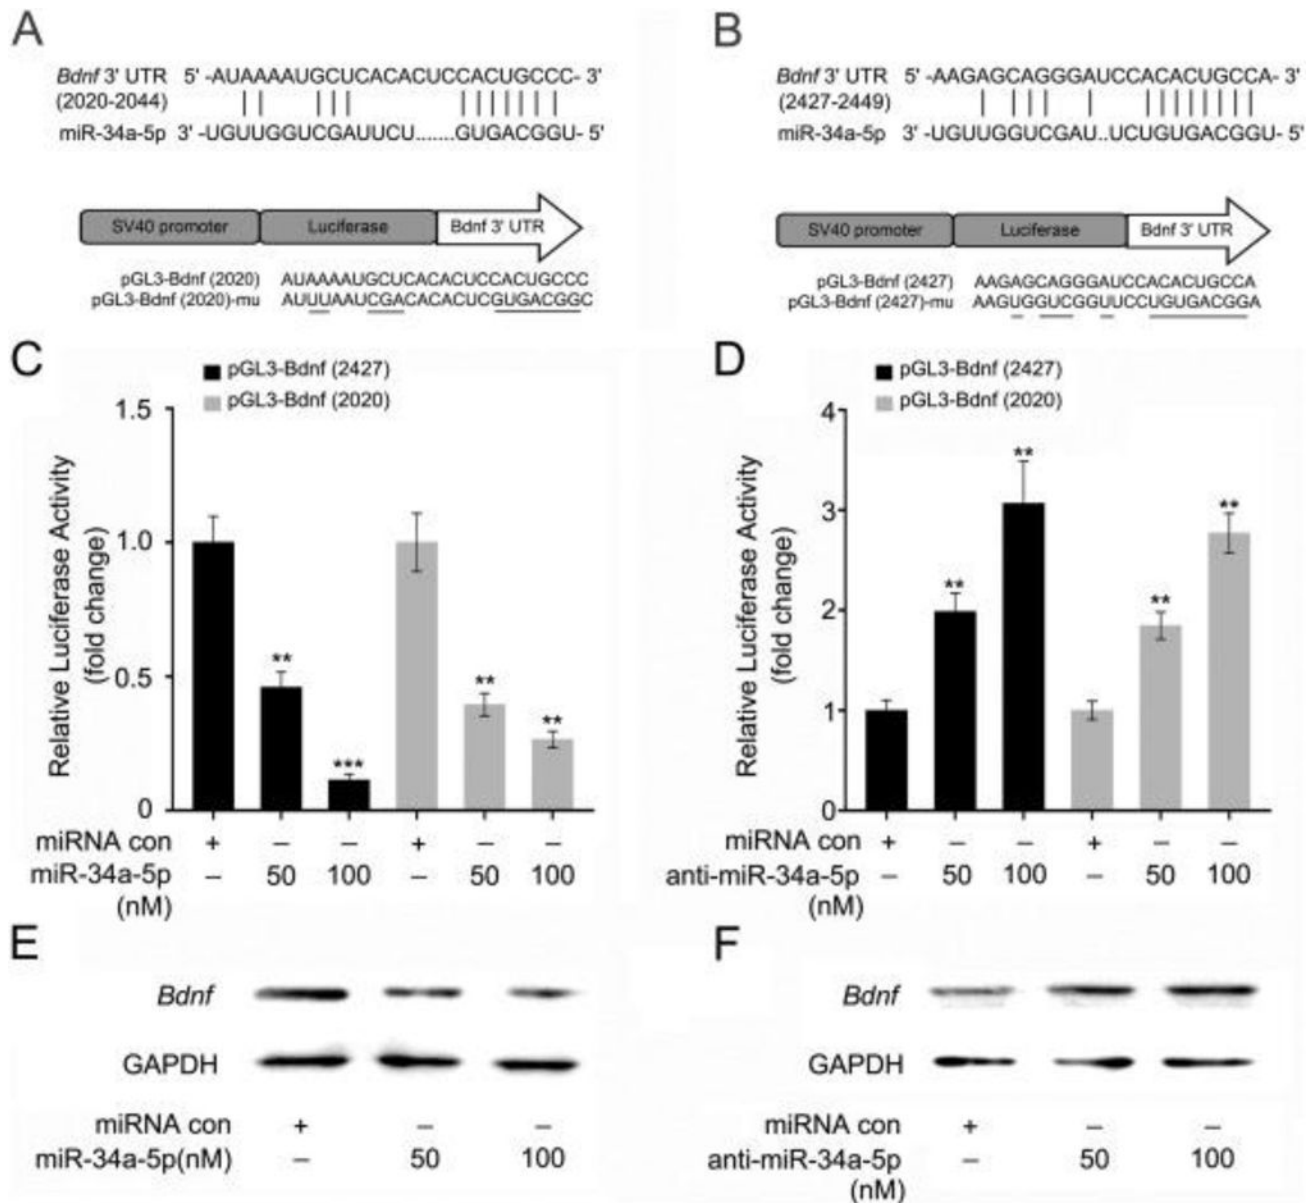 A
Bdnf 3' UTR 5' -AUAAAAUGCUCACACUCCACUGCCC- 3'
(2020-2044)
miR-34a-5p 3' -UGUUGGUCGAUUCU.......GUGACGGU- 5'
SV40 promoter Luciferase Bdnf 3' UTR
pGL3-Bdnf (2020) AUAAAAUGCUCACACUCCACUGCCC
pGL3-Bdnf (2020)-mu AUUUAAUCGACACACUCGUGACGGC
B
Bdnf 3' UTR 5' -AAGAGCAGGGAUCCACACUGCCA- 3'
(2427-2449)
miR-34a-5p 3' -UGUUGGUCGAU..UCUGUGACGGU- 5'
SV40 promoter Luciferase Bdnf 3' UTR
pGL3-Bdnf (2427) AAGAGCAGGGAUCCACACUGCCA
pGL3-Bdnf (2427)-mu AAGUGGUCGGUUCCUGUGACGGA
C
pGL3-Bdnf (2427)
pGL3-Bdnf (2020)
Relative Luciferase Activity
(fold change)
1.5
1.0
0.5
0
**
***
**
**
miRNA con + – – + – –
miR-34a-5p – 50 100 – 50 100
(nM)
D
pGL3-Bdnf (2427)
pGL3-Bdnf (2020)
Relative Luciferase Activity
(fold change)
4
3
2
1
0
**
**
**
**
miRNA con + – – + – –
anti-miR-34a-5p – 50 100 – 50 100
(nM)
E
Bdnf
GAPDH
miRNA con + – –
miR-34a-5p(nM) – 50 100
F
Bdnf
GAPDH
miRNA con + – –
anti-miR-34a-5p – 50 100
(nM)